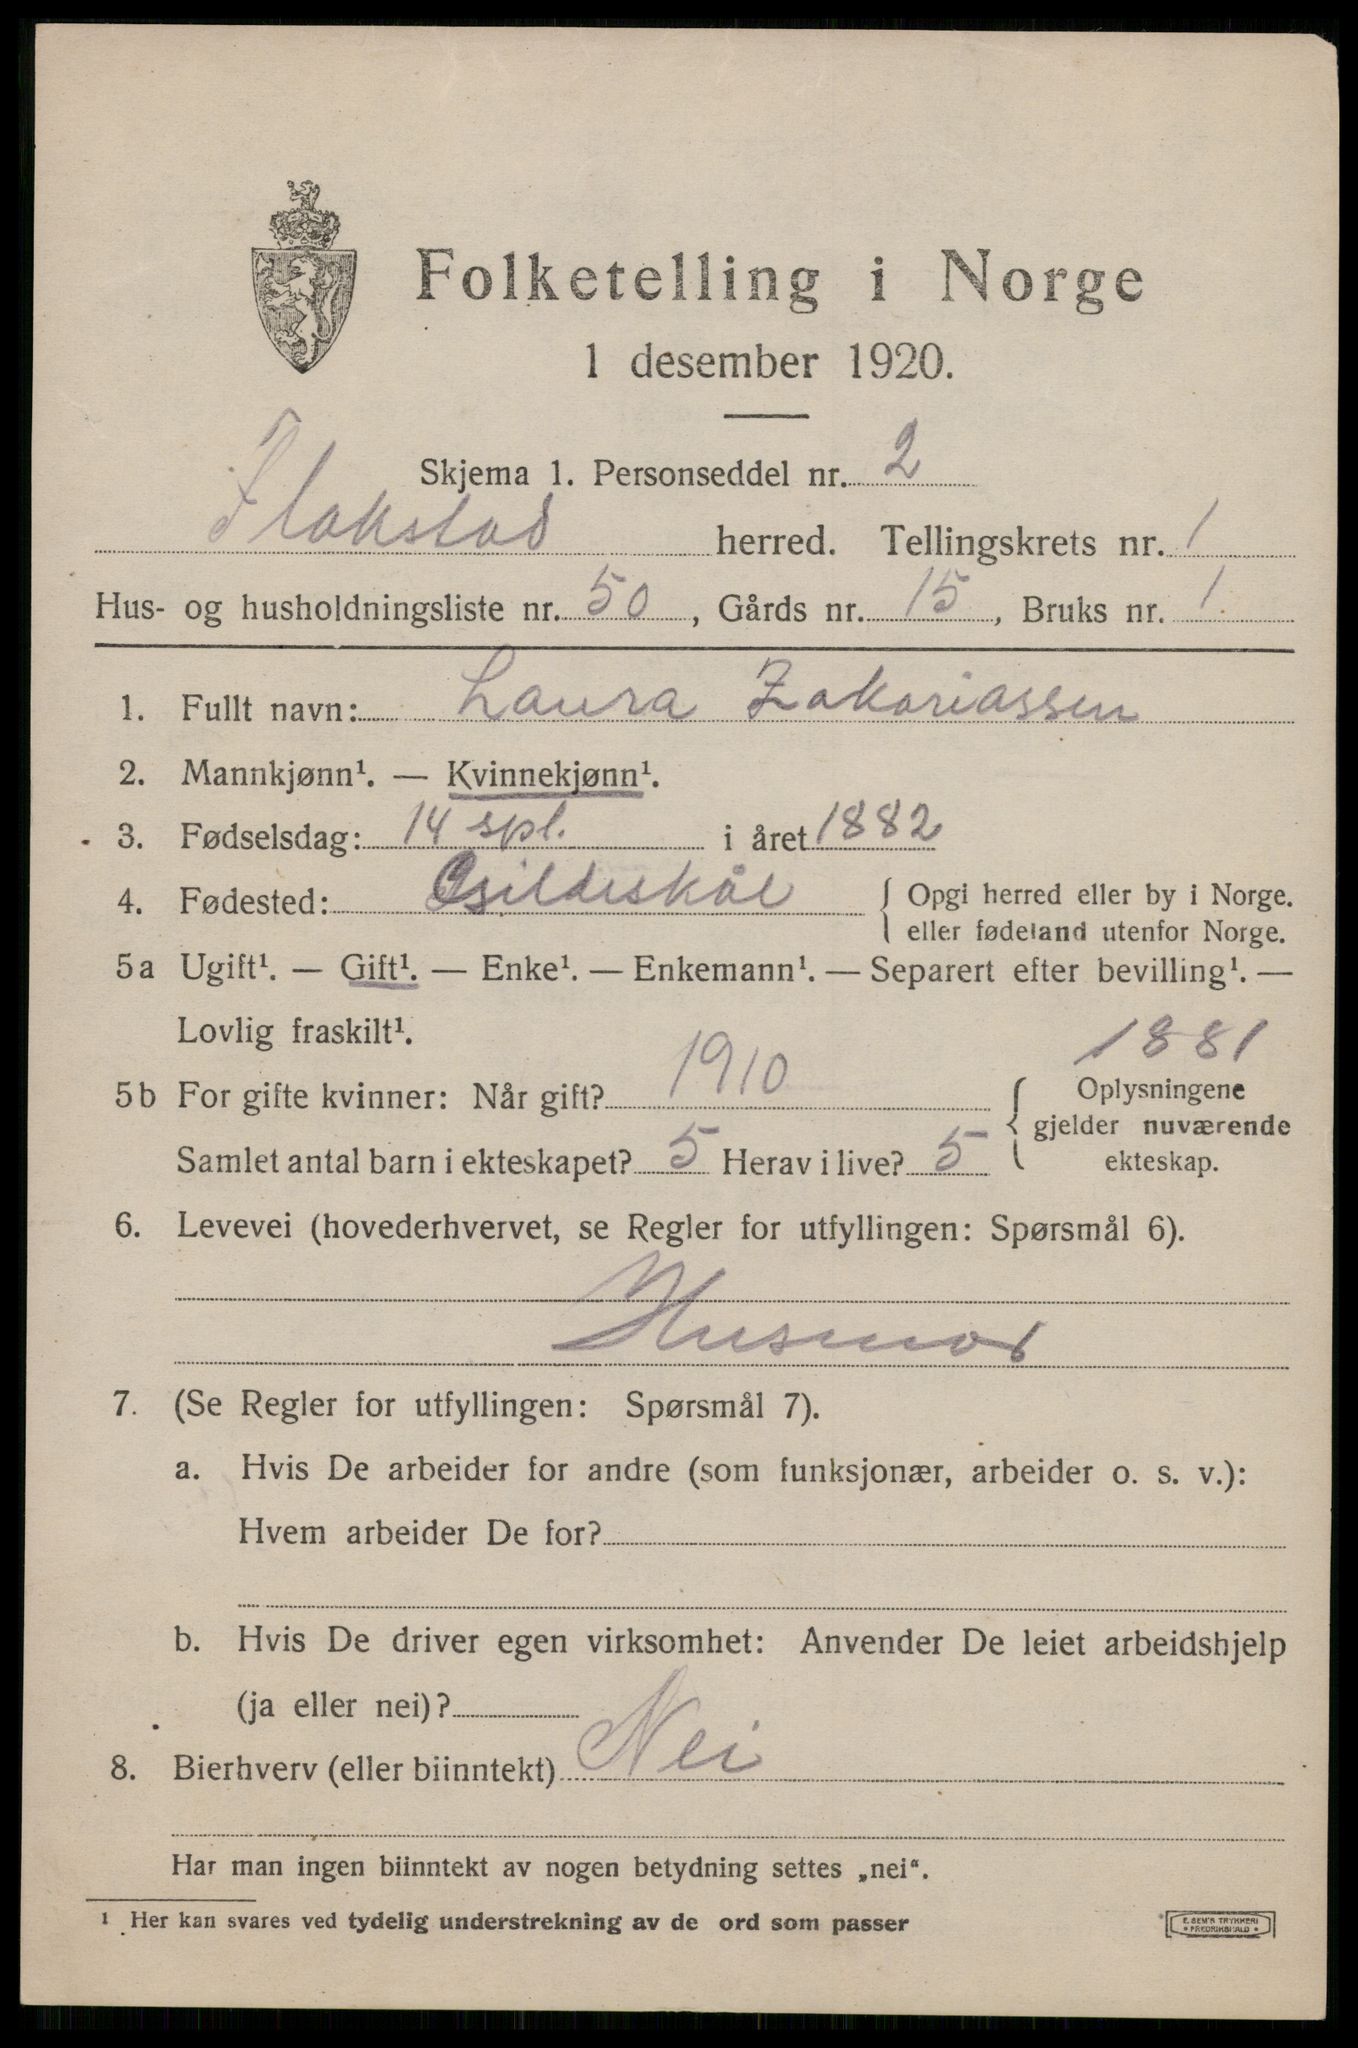 Folketelling i Norge
1 desember 1920.
Skjema 1. Personseddel nr. 2
Flakstad herred. Tellingskrets nr. 1
Hus- og husholdningsliste nr. 50, Gårds nr. 15, Bruks nr. 1.
1. Fullt navn: Laura Zakariassen
2. Mannkjønn¹. — Kvinnekjønn¹.
3. Fødselsdag: 14 spt. i året 1882
4. Fødested: Gildeskål { Opgi herred eller by i Norge.
eller fødeland utenfor Norge.
5a Ugift¹. — Gift¹. — Enke¹. — Enkemann¹. — Separert efter bevilling¹. —
Lovlig fraskilt¹.
1881
5b For gifte kvinner: Når gift? 1910 { Oplysningene
gjelder nuværende
Samlet antal barn i ekteskapet? 5 Herav i live? 5 ekteskap.
6. Levevei (hovederhvervet, se Regler for utfyllingen: Spørsmål 6).
Husmor
7. (Se Regler for utfyllingen: Spørsmål 7).
a. Hvis De arbeider for andre (som funksjonær, arbeider o. s. v.):
Hvem arbeider De for?
b. Hvis De driver egen virksomhet: Anvender De leiet arbeidshjelp
(ja eller nei)?
8. Bierhverv (eller biinntekt) Nei
Har man ingen biinntekt av nogen betydning settes „nei“.
¹ Her kan svares ved tydelig understrekning av de ord som passer
E. SEM'S TRYKKERI
FREDRIKSHALD